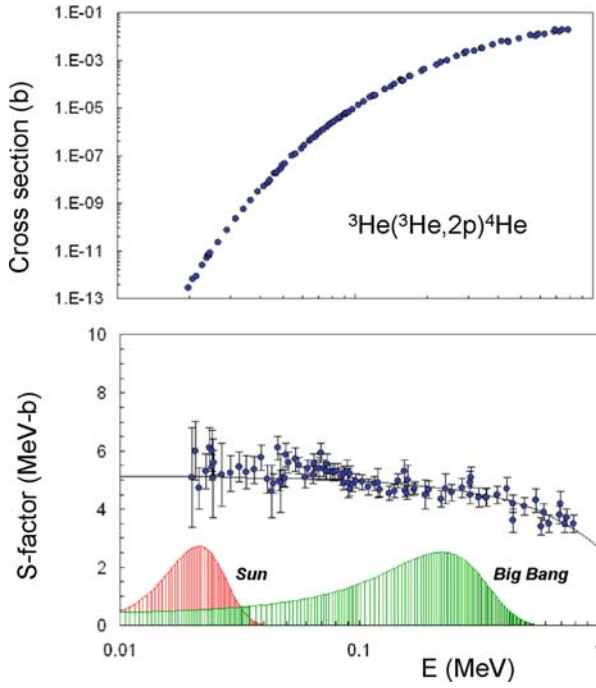 Cross section (b)
1.E-01
1.E-03
1.E-05
1.E-07
1.E-09
1.E-11
1.E-13
³He(³He,2p)⁴He
S-factor (MeV-b)
10
8
6
4
2
0
Sun
Big Bang
0.01
0.1
1
E (MeV)